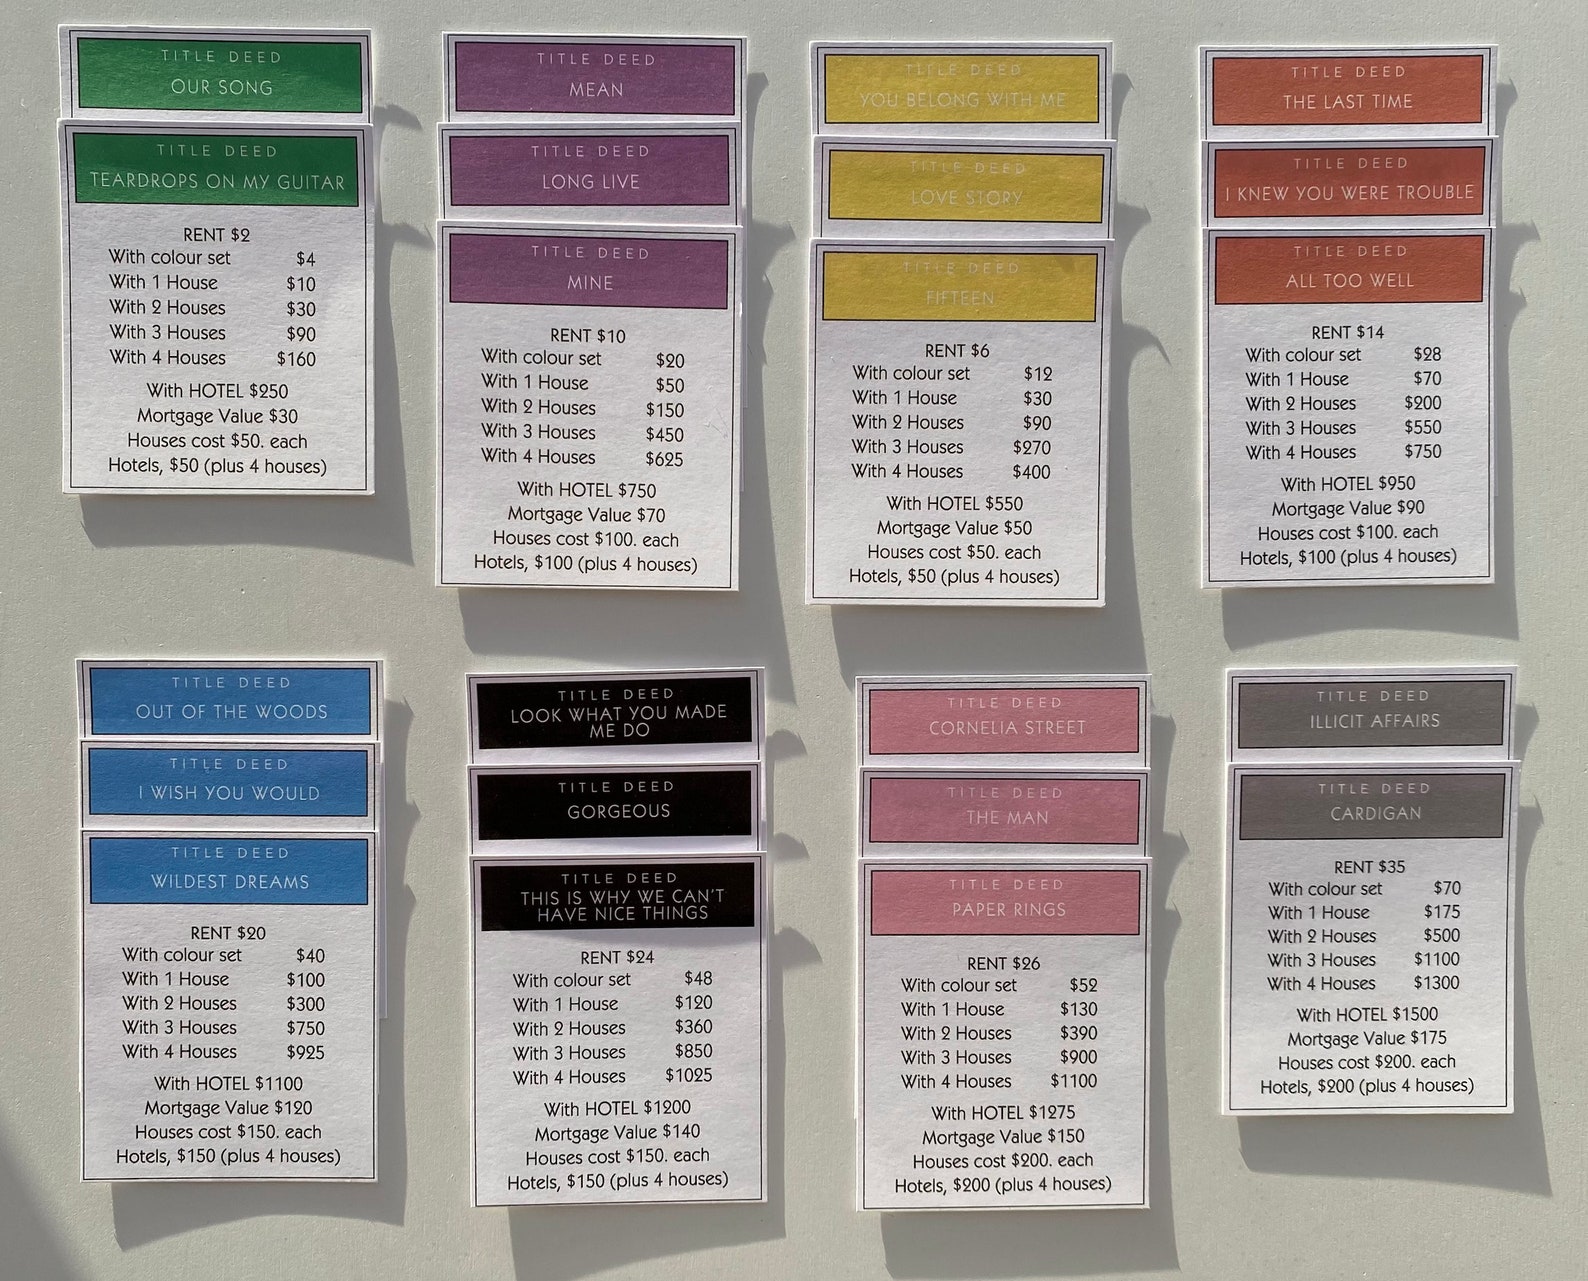 TITLE DEED
OUR SONG
TITLE DEED
TEARDROPS ON MY GUITAR
RENT $2
With colour set $4
With 1 House $10
With 2 Houses $30
With 3 Houses $90
With 4 Houses $160
With HOTEL $250
Mortgage Value $30
Houses cost $50. each
Hotels, $50 (plus 4 houses)
TITLE DEED
MEAN
TITLE DEED
LONG LIVE
TITLE DEED
MINE
RENT $10
With colour set $20
With 1 House $50
With 2 Houses $150
With 3 Houses $450
With 4 Houses $625
With HOTEL $750
Mortgage Value $70
Houses cost $100. each
Hotels, $100 (plus 4 houses)
TITLE DEED
YOU BELONG WITH ME
TITLE DEED
LOVE STORY
TITLE DEED
FIFTEEN
RENT $6
With colour set $12
With 1 House $30
With 2 Houses $90
With 3 Houses $270
With 4 Houses $400
With HOTEL $550
Mortgage Value $50
Houses cost $50. each
Hotels, $50 (plus 4 houses)
TITLE DEED
THE LAST TIME
TITLE DEED
I KNEW YOU WERE TROUBLE
TITLE DEED
ALL TOO WELL
RENT $14
With colour set $28
With 1 House $70
With 2 Houses $200
With 3 Houses $550
With 4 Houses $750
With HOTEL $950
Mortgage Value $90
Houses cost $100. each
Hotels, $100 (plus 4 houses)
TITLE DEED
OUT OF THE WOODS
TITLE DEED
I WISH YOU WOULD
TITLE DEED
WILDEST DREAMS
RENT $20
With colour set $40
With 1 House $100
With 2 Houses $300
With 3 Houses $750
With 4 Houses $925
With HOTEL $1100
Mortgage Value $120
Houses cost $150. each
Hotels, $150 (plus 4 houses)
TITLE DEED
LOOK WHAT YOU MADE
ME DO
TITLE DEED
GORGEOUS
TITLE DEED
THIS IS WHY WE CAN'T
HAVE NICE THINGS
RENT $24
With colour set $48
With 1 House $120
With 2 Houses $360
With 3 Houses $850
With 4 Houses $1025
With HOTEL $1200
Mortgage Value $140
Houses cost $150. each
Hotels, $150 (plus 4 houses)
TITLE DEED
CORNELIA STREET
TITLE DEED
THE MAN
TITLE DEED
PAPER RINGS
RENT $26
With colour set $52
With 1 House $130
With 2 Houses $390
With 3 Houses $900
With 4 Houses $1100
With HOTEL $1275
Mortgage Value $150
Houses cost $200. each
Hotels, $200 (plus 4 houses)
TITLE DEED
ILLICIT AFFAIRS
TITLE DEED
CARDIGAN
RENT $35
With colour set $70
With 1 House $175
With 2 Houses $500
With 3 Houses $1100
With 4 Houses $1300
With HOTEL $1500
Mortgage Value $175
Houses cost $200. each
Hotels, $200 (plus 4 houses)